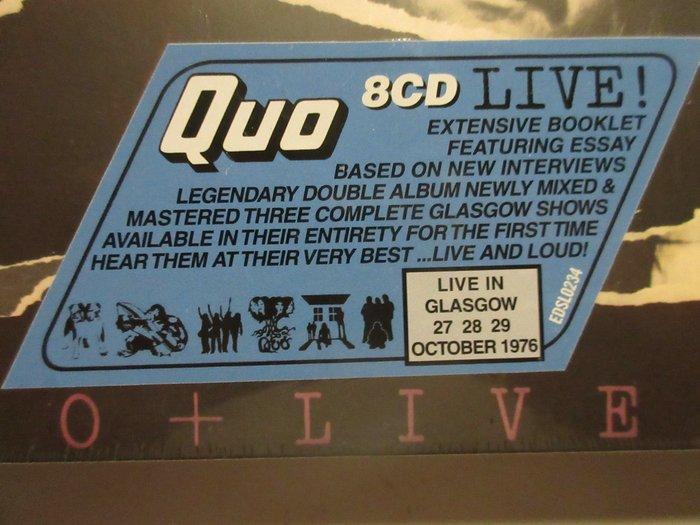 Quo 8CD LIVE!
EXTENSIVE BOOKLET
FEATURING ESSAY
BASED ON NEW INTERVIEWS
LEGENDARY DOUBLE ALBUM NEWLY MIXED &
MASTERED THREE COMPLETE GLASGOW SHOWS
AVAILABLE IN THEIR ENTIRETY FOR THE FIRST TIME
HEAR THEM AT THEIR VERY BEST ...LIVE AND LOUD!
QUO
LIVE IN
GLASGOW
27 28 29
OCTOBER 1976
EDSL0234
O + LIVE